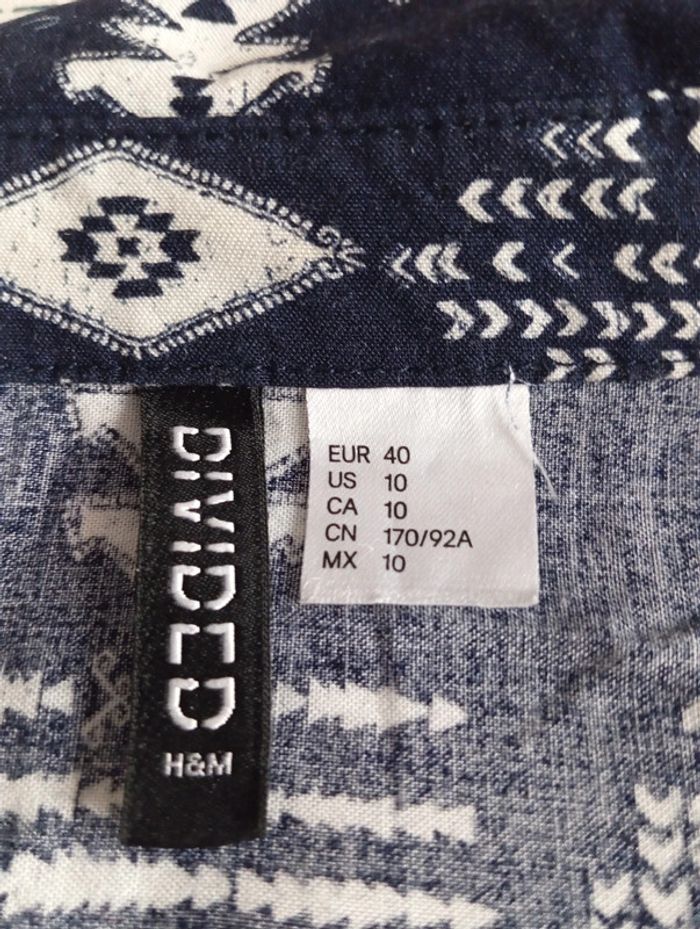 DIVIDED
H&M
EUR 40
US 10
CA 10
CN 170/92A
MX 10